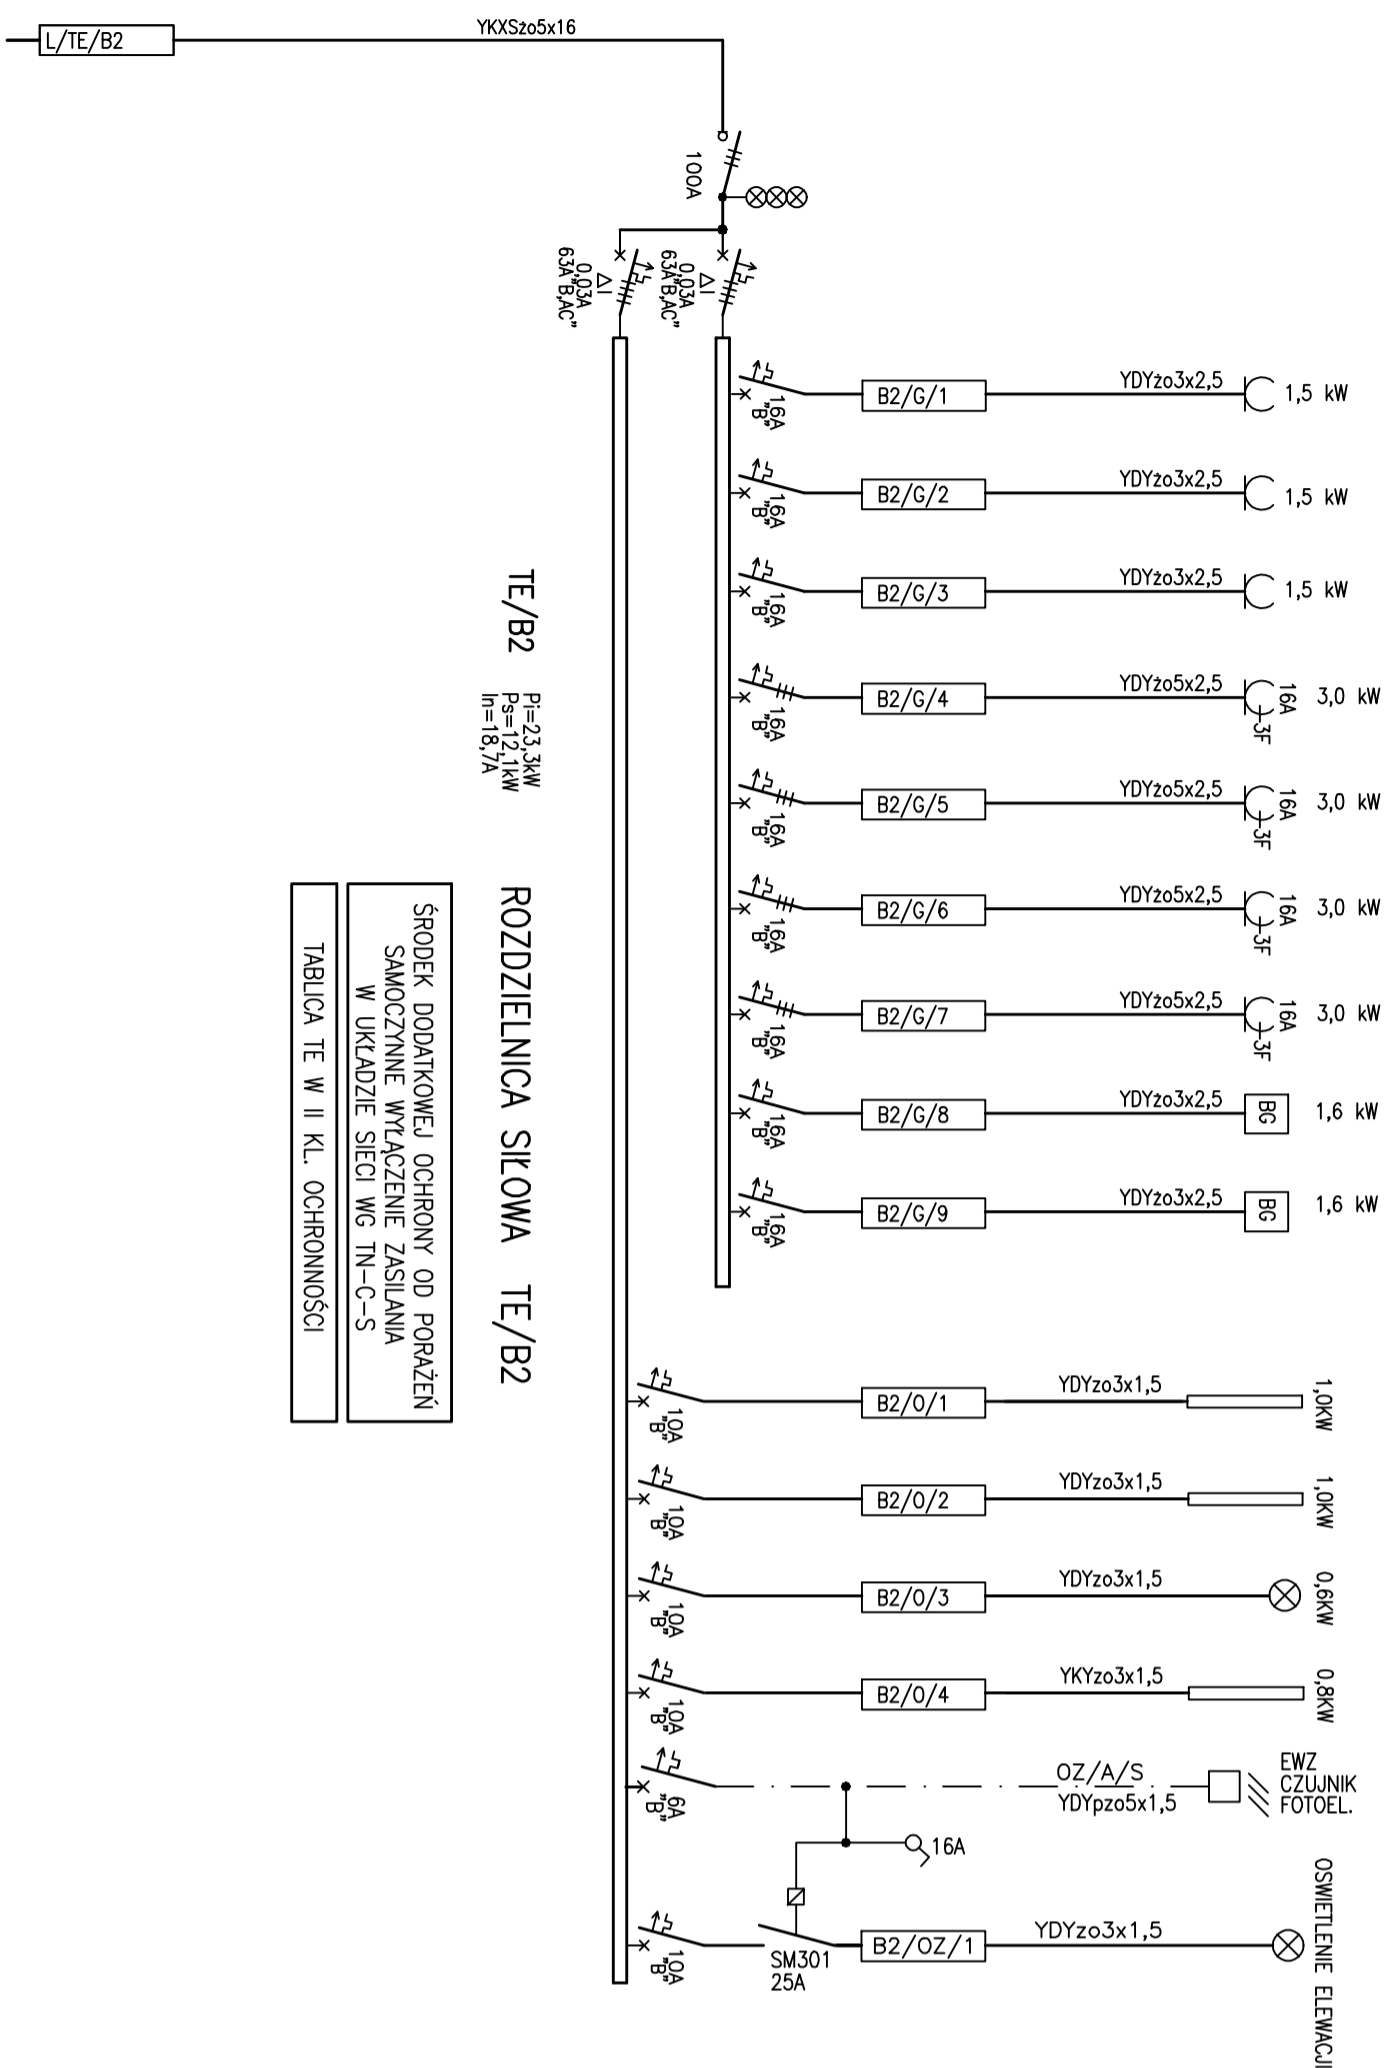 L/TE/B2
YKXSżo5x16
100A
ΔI
0,03A
63A"B,AC"
ΔI
0,03A
63A"B,AC"
16A
„B"
B2/G/1
YDYżo3x2,5
1,5 kW
16A
„B"
B2/G/2
YDYżo3x2,5
1,5 kW
16A
„B"
B2/G/3
YDYżo3x2,5
1,5 kW
16A
„B"
B2/G/4
YDYżo5x2,5
16A
3F
3,0 kW
16A
„B"
B2/G/5
YDYżo5x2,5
16A
3F
3,0 kW
16A
„B"
B2/G/6
YDYżo5x2,5
16A
3F
3,0 kW
16A
„B"
B2/G/7
YDYżo5x2,5
16A
3F
3,0 kW
16A
„B"
B2/G/8
YDYżo3x2,5
BG
1,6 kW
16A
„B"
B2/G/9
YDYżo3x2,5
BG
1,6 kW
TE/B2
Pi=23,3kW
Ps=12,1kW
In=18,7A
ROZDZIELNICA SIŁOWA TE/B2
ŚRODEK DODATKOWEJ OCHRONY OD PORAŻEŃ
SAMOCZYNNE WYŁĄCZENIE ZASILANIA
W UKŁADZIE SIECI WG TN-C-S
TABLICA TE W II KL. OCHRONNOŚCI
10A
„B"
B2/O/1
YDYzo3x1,5
1,0KW
10A
„B"
B2/O/2
YDYzo3x1,5
1,0KW
10A
„B"
B2/O/3
YDYzo3x1,5
0,6KW
10A
„B"
B2/O/4
YKYzo3x1,5
0,8KW
6A
„B"
OZ/A/S
YDYpzo5x1,5
EWZ
CZUJNIK
FOTOEL.
16A
10A
„B"
SM301
25A
B2/OZ/1
YDYzo3x1,5
OSWIETLENIE ELEWACJI